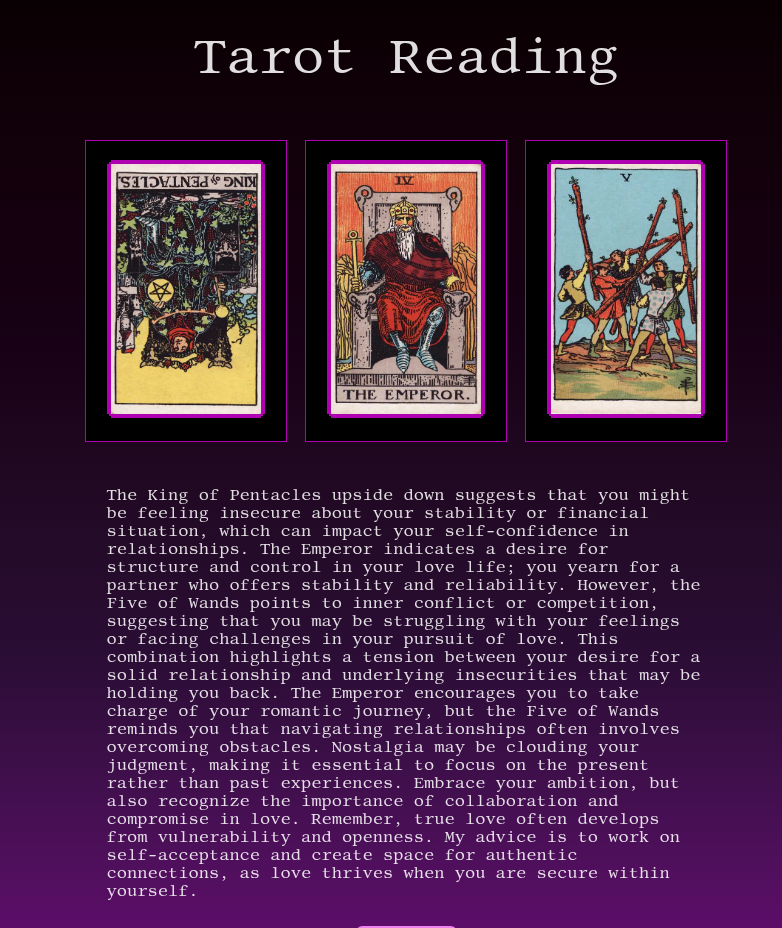 Tarot Reading
KING of PENTACLES.
IV
THE EMPEROR.
V
The King of Pentacles upside down suggests that you might
be feeling insecure about your stability or financial
situation, which can impact your self-confidence in
relationships. The Emperor indicates a desire for
structure and control in your love life; you yearn for a
partner who offers stability and reliability. However, the
Five of Wands points to inner conflict or competition,
suggesting that you may be struggling with your feelings
or facing challenges in your pursuit of love. This
combination highlights a tension between your desire for a
solid relationship and underlying insecurities that may be
holding you back. The Emperor encourages you to take
charge of your romantic journey, but the Five of Wands
reminds you that navigating relationships often involves
overcoming obstacles. Nostalgia may be clouding your
judgment, making it essential to focus on the present
rather than past experiences. Embrace your ambition, but
also recognize the importance of collaboration and
compromise in love. Remember, true love often develops
from vulnerability and openness. My advice is to work on
self-acceptance and create space for authentic
connections, as love thrives when you are secure within
yourself.